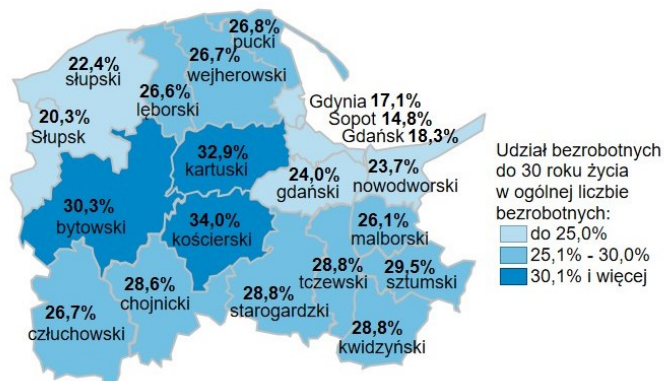 26,8%
pucki
26,7%
wejherowski
22,4%
słupski
26,6%
lęborski
20,3%
Słupsk
Gdynia 17,1%
Sopot 14,8%
Gdańsk 18,3%
32,9%
kartuski
24,0%
gdański
23,7%
nowodworski
30,3%
bytowski
34,0%
kościerski
26,1%
malborski
28,8%
tczewski
29,5%
sztumski
28,6%
chojnicki
28,8%
starogardzki
26,7%
człuchowski
28,8%
kwidzyński
Udział bezrobotnych
do 30 roku życia
w ogólnej liczbie
bezrobotnych:
do 25,0%
25,1% - 30,0%
30,1% i więcej